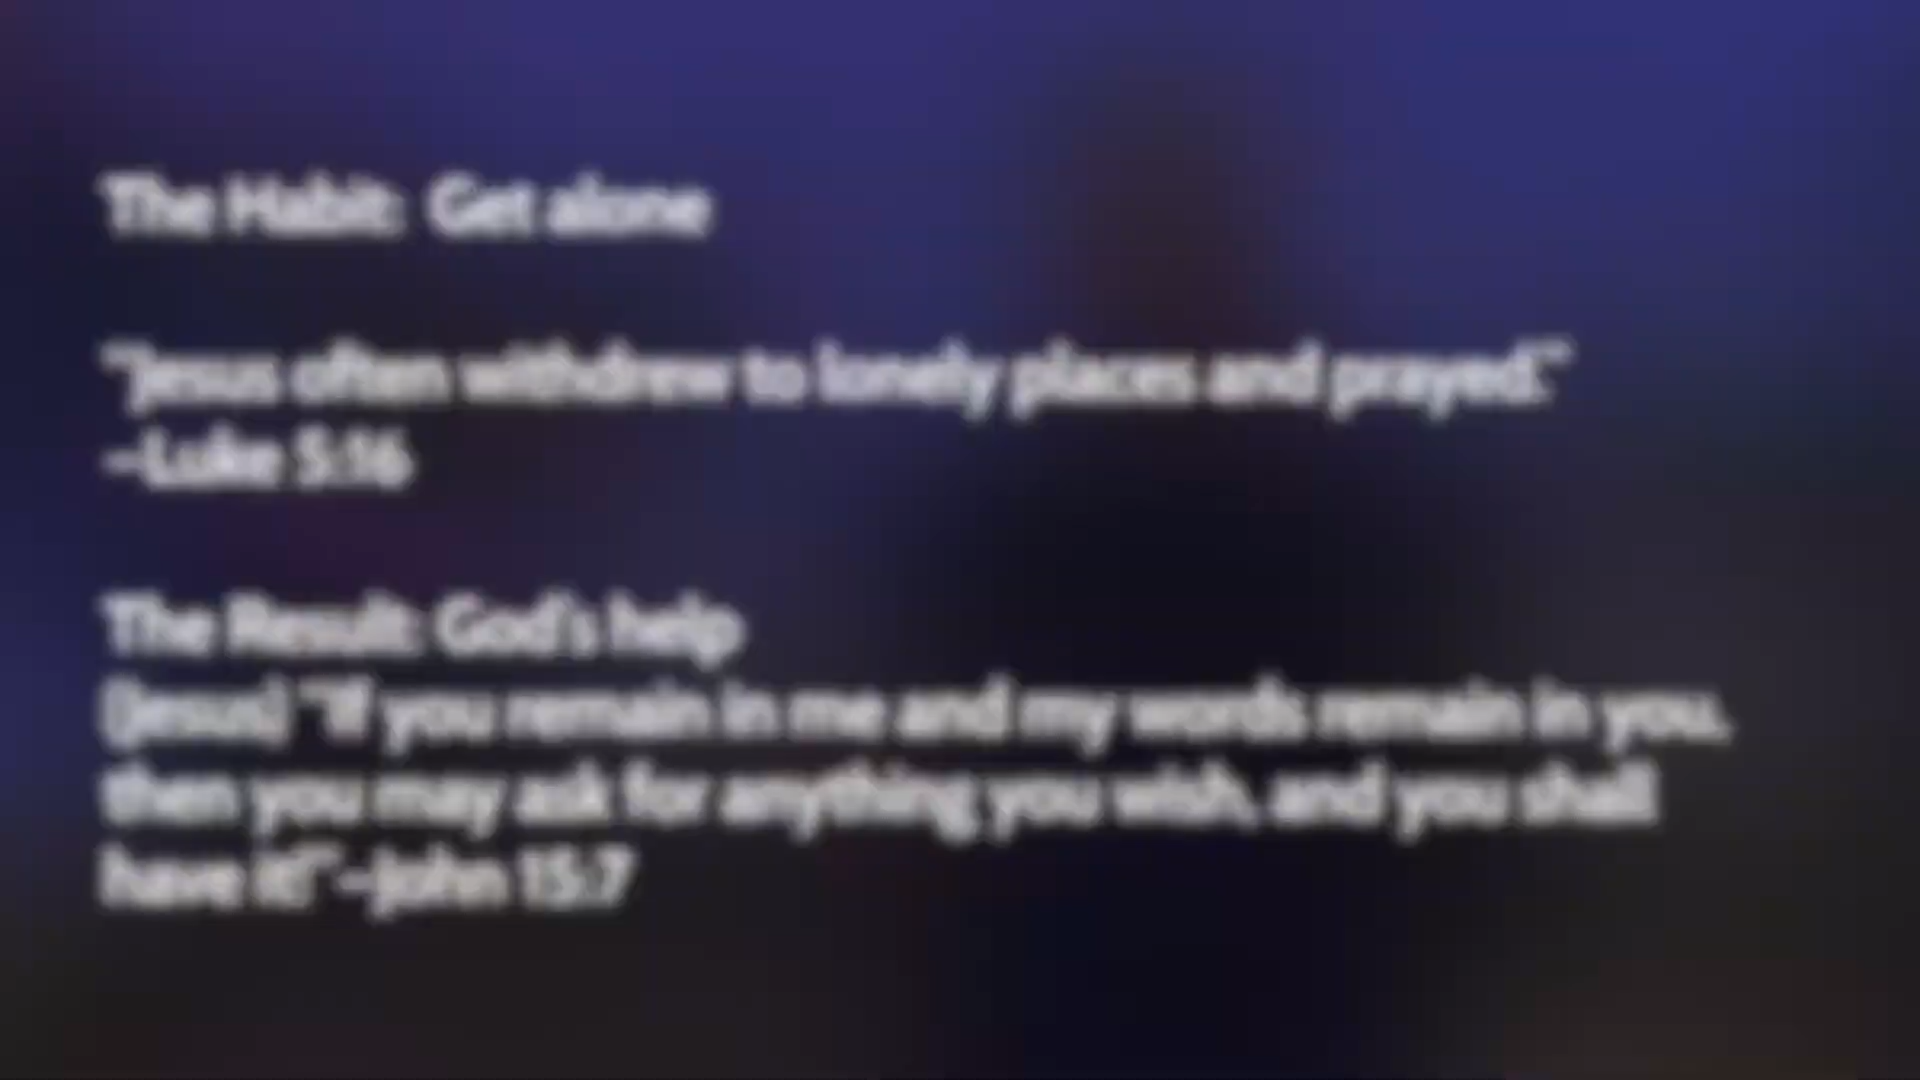 The Habit: Get alone
"Jesus often withdrew to lonely places and prayed."
–Luke 5:16
The Result: God's help
(Jesus) "If you remain in me and my words remain in you,
then you may ask for anything you wish, and you shall
have it!" –John 15:7